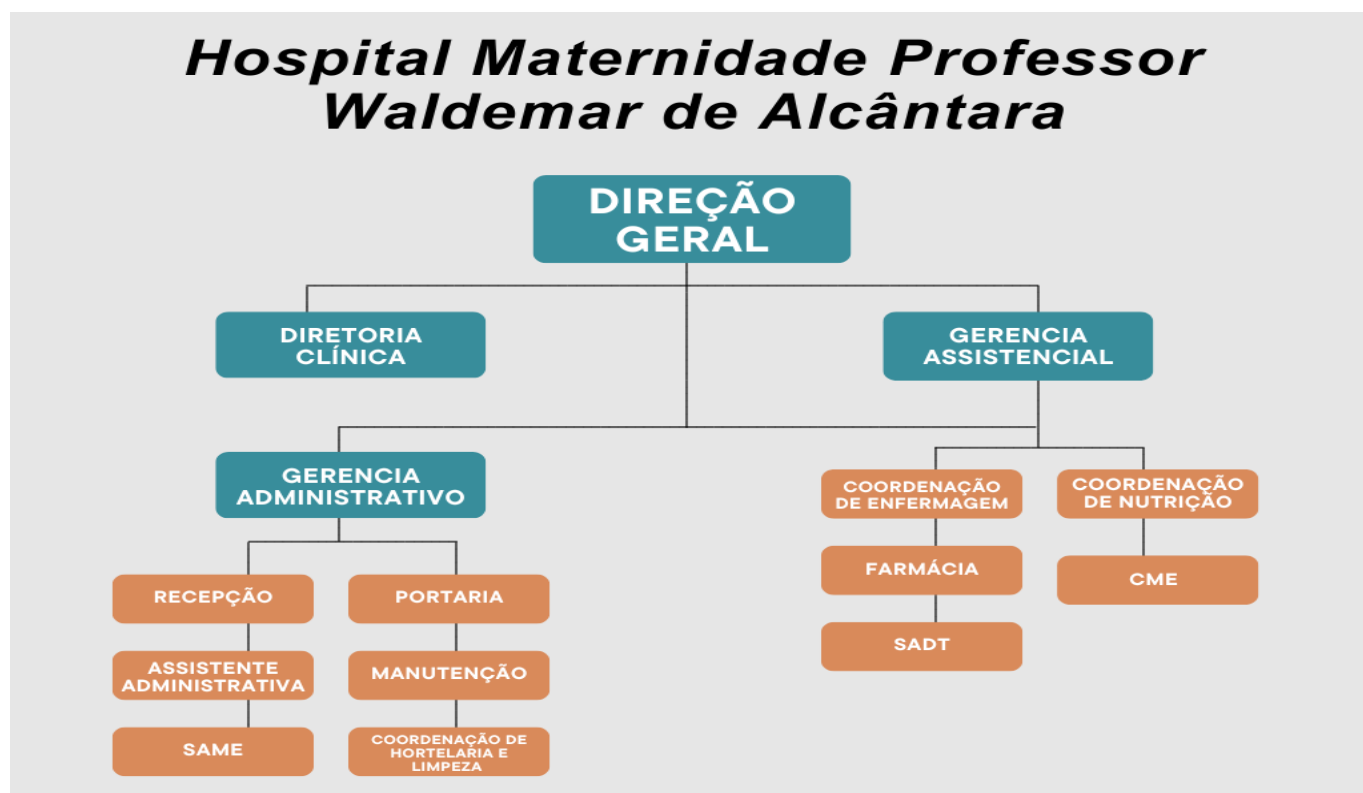 Hospital Maternidade Professor
Waldemar de Alcântara
DIREÇÃO
GERAL
DIRETORIA
CLÍNICA
GERENCIA
ASSISTENCIAL
GERENCIA
ADMINISTRATIVO
COORDENAÇÃO
DE ENFERMAGEM
COORDENAÇÃO
DE NUTRIÇÃO
FARMÁCIA
CME
SADT
RECEPÇÃO
PORTARIA
ASSISTENTE
ADMINISTRATIVA
MANUTENÇÃO
SAME
COORDENAÇÃO DE
HORTELARIA E
LIMPEZA